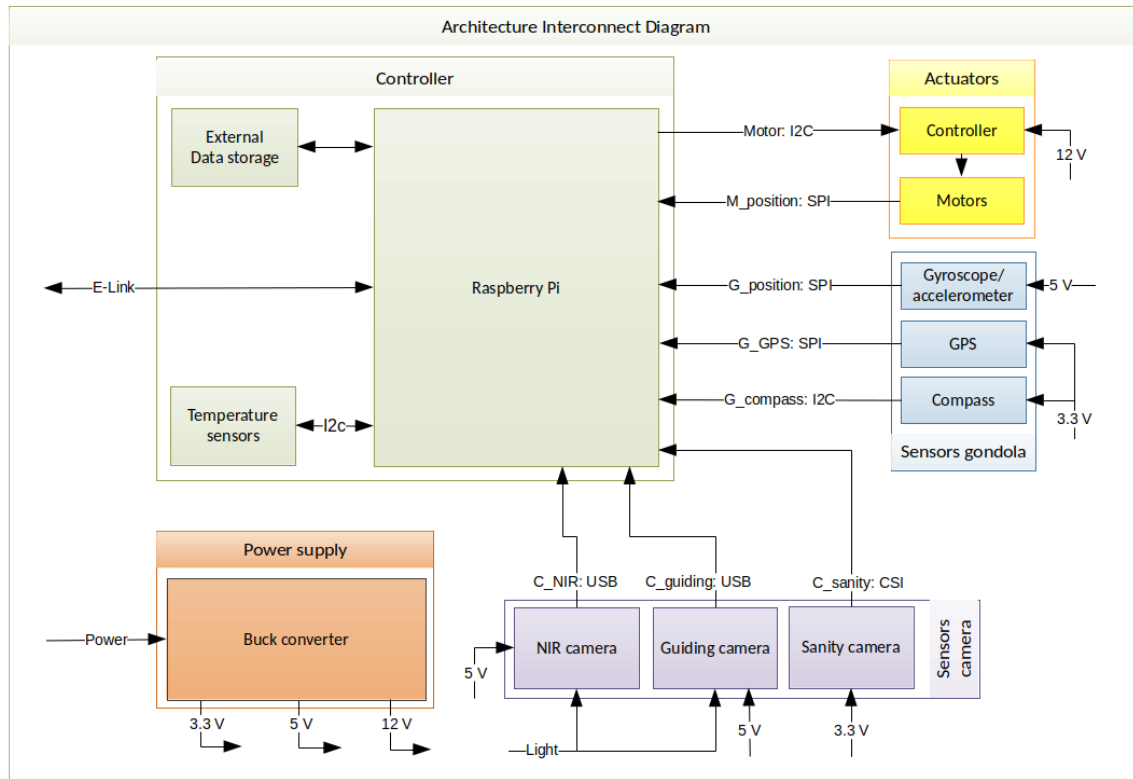 Architecture Interconnect Diagram
Controller
Actuators
External
Data storage
Raspberry Pi
Motor: I2C
Controller
12 V
M_position: SPI
Motors
E-Link
G_position: SPI
Gyroscope/
accelerometer
5 V
G_GPS: SPI
GPS
Temperature
sensors
I2c
G_compass: I2C
Compass
3.3 V
Sensors gondola
Power supply
Power
Buck converter
3.3 V
5 V
12 V
C_NIR: USB
C_guiding: USB
C_sanity: CSI
NIR camera
Guiding camera
Sanity camera
Sensors
camera
5 V
Light
5 V
3.3 V